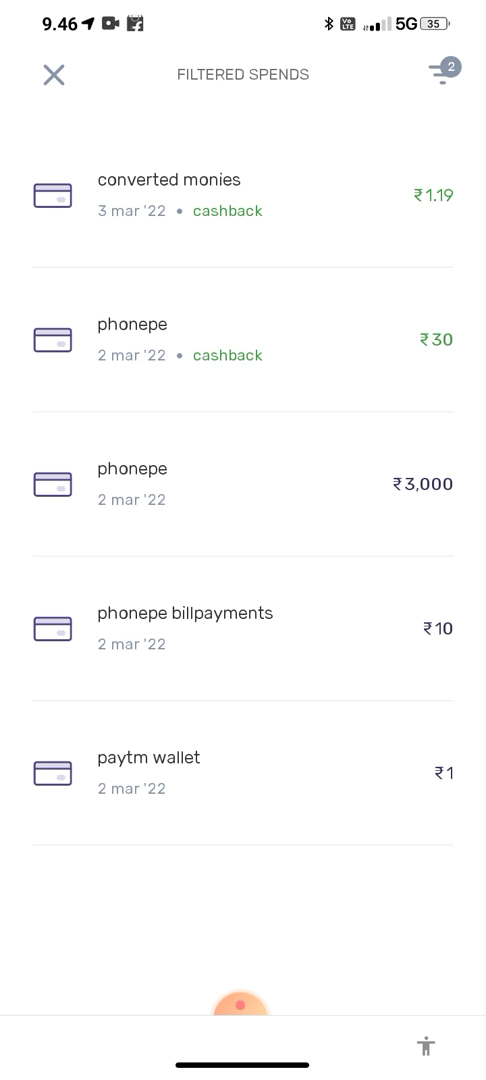 9.46
Vo LTE
5G 35
FILTERED SPENDS
2
converted monies
₹1.19
3 mar '22 • cashback
phonepe
₹30
2 mar '22 • cashback
phonepe
₹3,000
2 mar '22
phonepe billpayments
₹10
2 mar '22
paytm wallet
₹1
2 mar '22